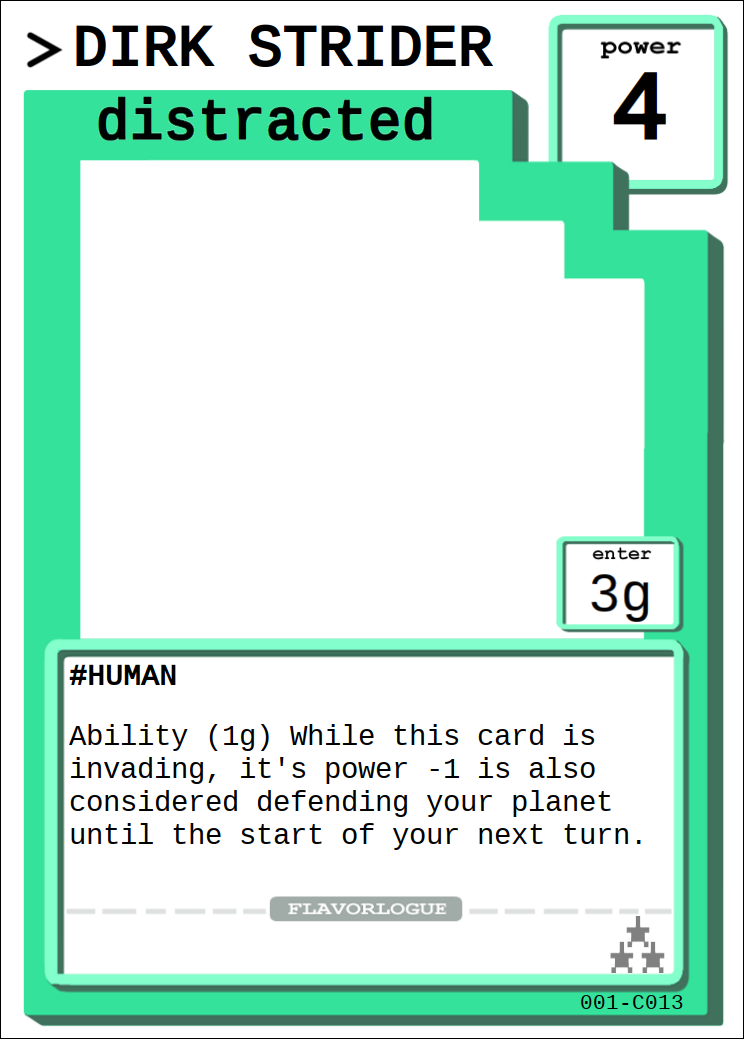 >DIRK STRIDER
power
4
distracted
enter
3g
#HUMAN
Ability (1g) While this card is
invading, it's power -1 is also
considered defending your planet
until the start of your next turn.
FLAVORLOGUE
001-C013